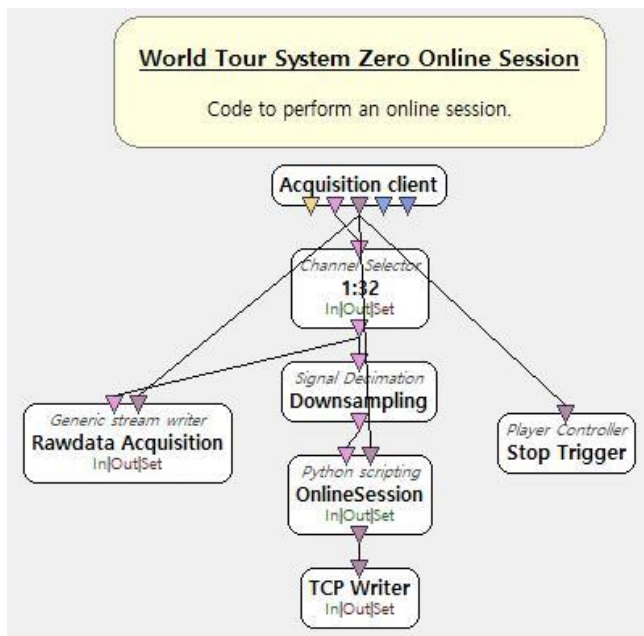 World Tour System Zero Online Session
Code to perform an online session.
Acquisition client
Channel Selector
1:32
In|Out|Set
Signal Decimation
Downsampling
Generic stream writer
Rawdata Acquisition
In|Out|Set
Python scripting
OnlineSession
In|Out|Set
Player Controller
Stop Trigger
TCP Writer
In|Out|Set